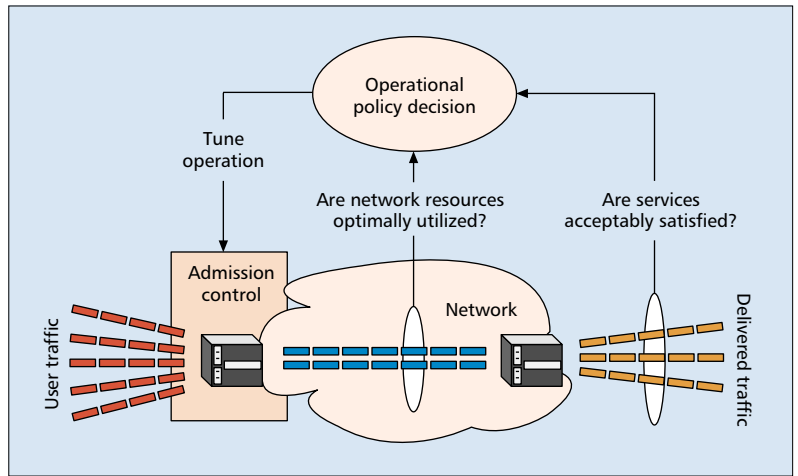 Operational
policy decision
Tune
operation
Are network resources
optimally utilized?
Are services
acceptably satisfied?
Admission
control
Network
User traffic
Delivered traffic